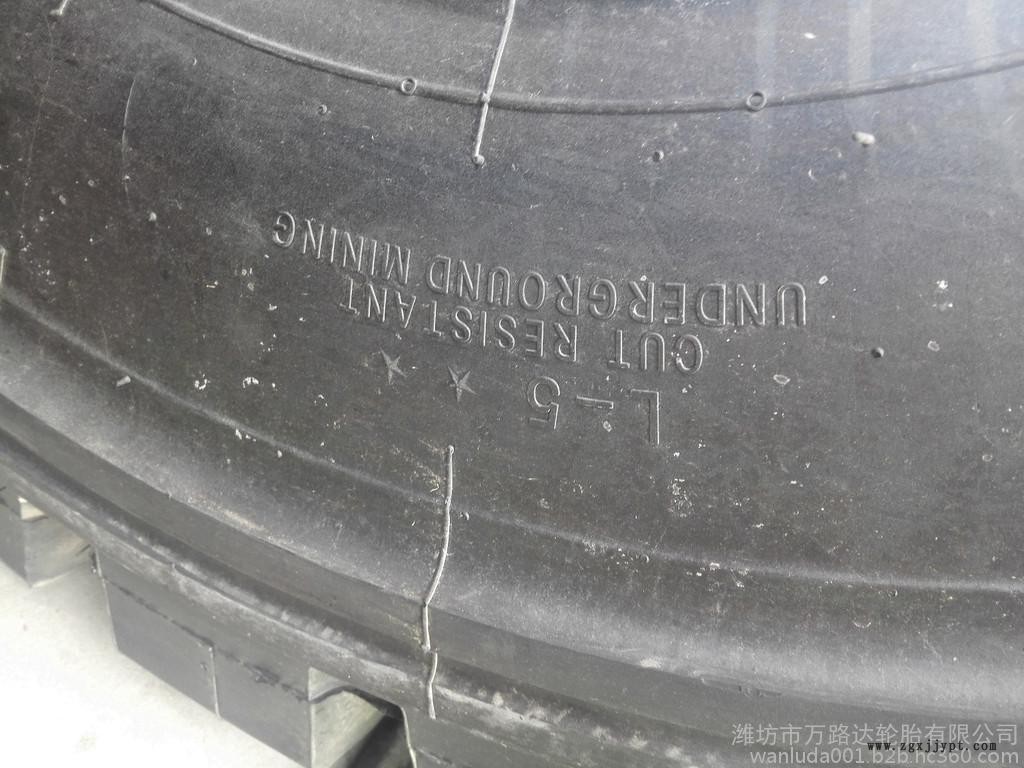 L-5 ★ ★
CUT RESISTANT
UNDERGROUND MINING
潍坊市万路达轮胎有限公司
www.zgxjjypt.com
wanluda001.b2b.hc360.com